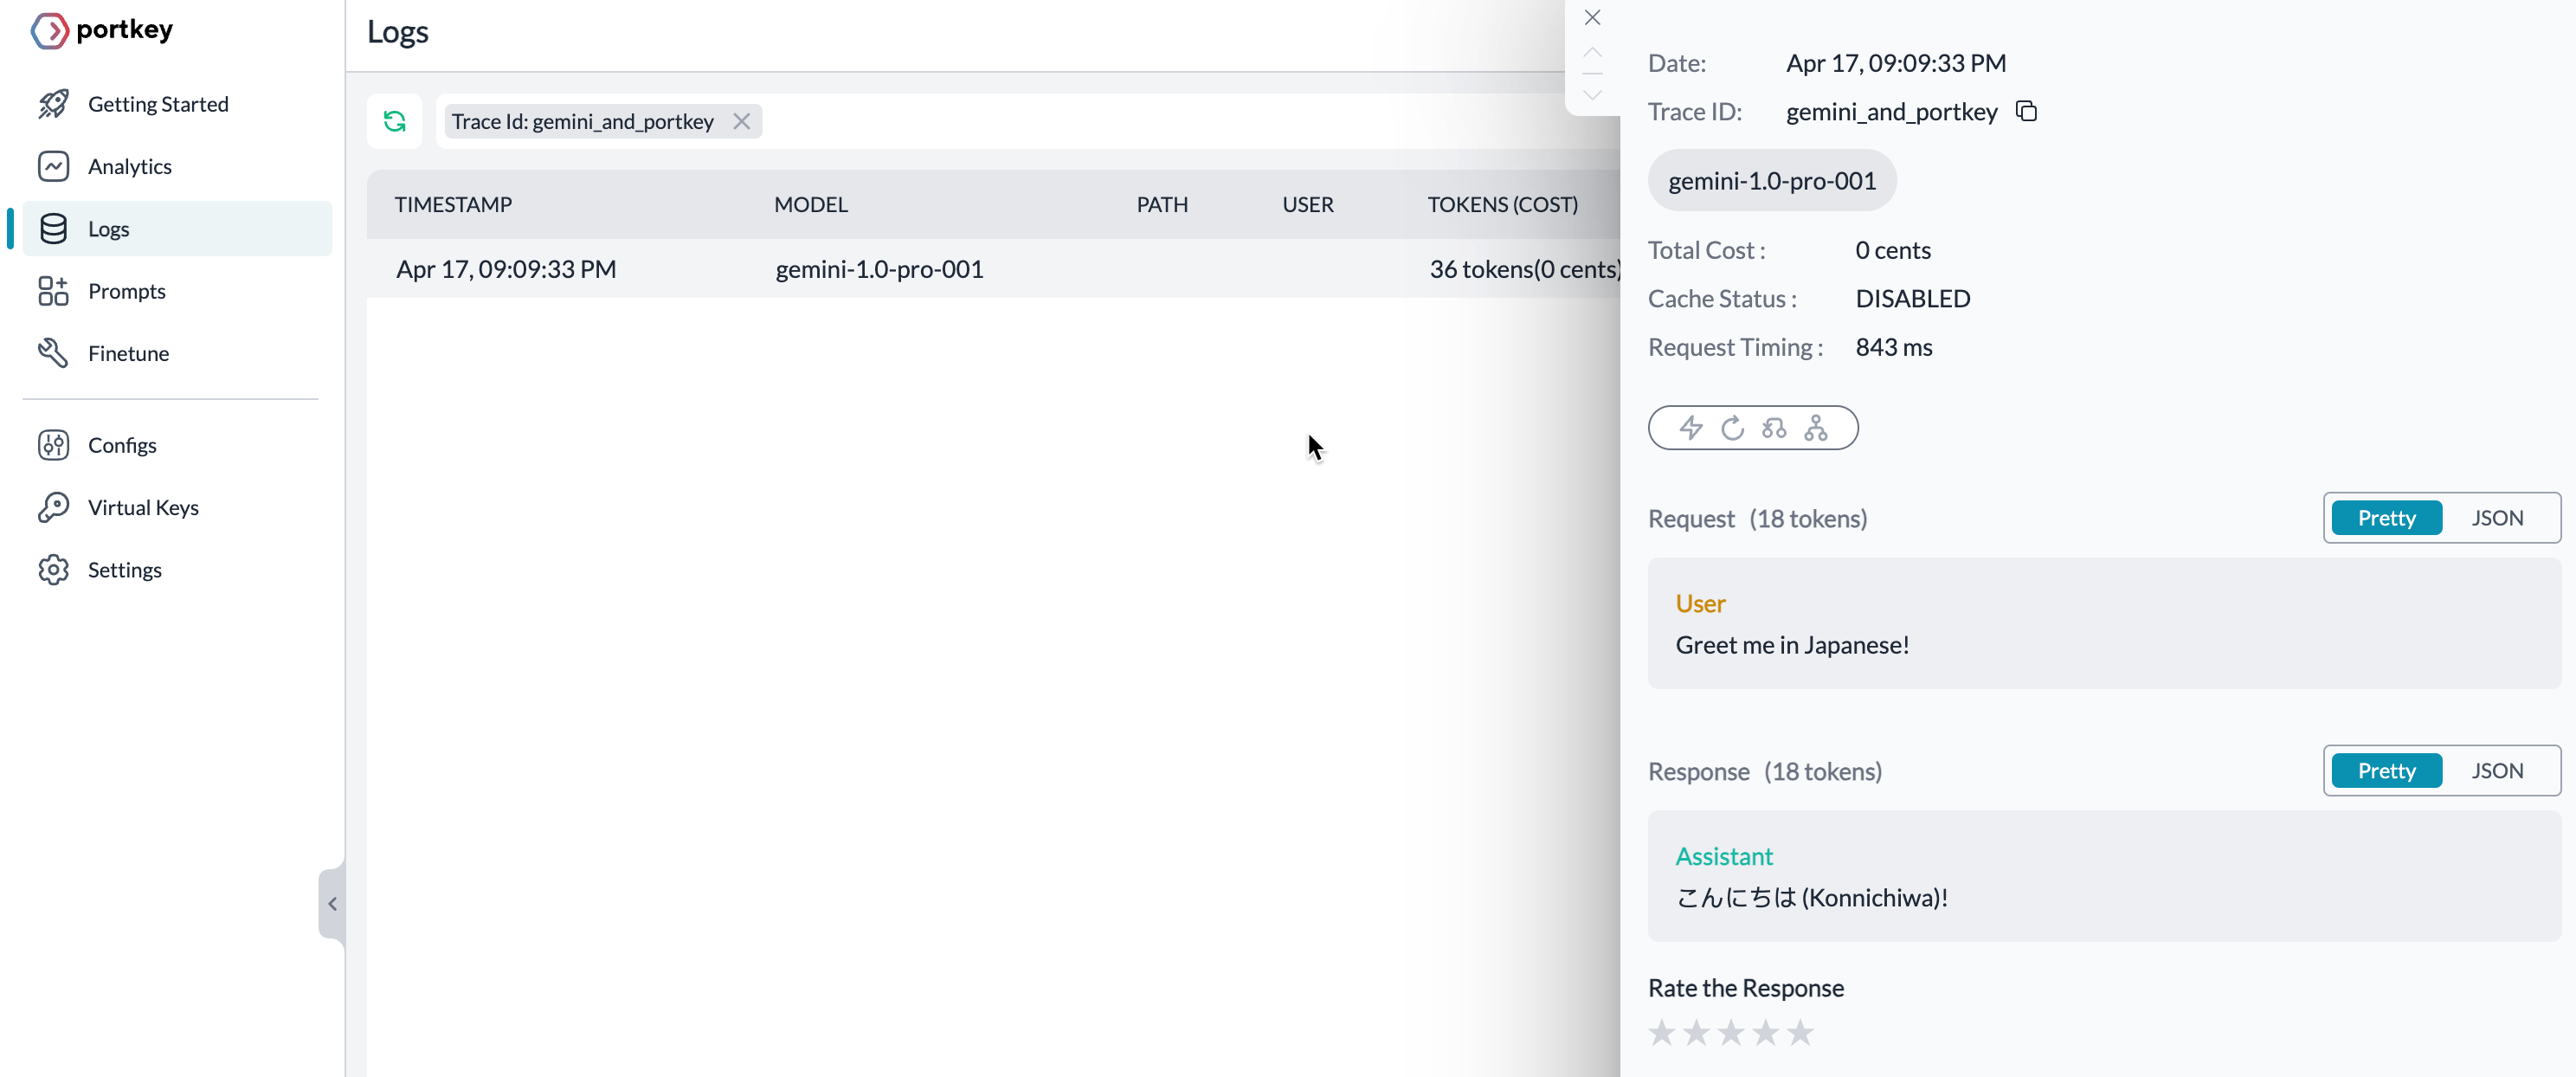 portkey
Getting Started
Analytics
Logs
Prompts
Finetune
Configs
Virtual Keys
Settings
Logs
Trace Id: gemini_and_portkey
TIMESTAMP MODEL PATH USER TOKENS (COST)
Apr 17, 09:09:33 PM gemini-1.0-pro-001 36 tokens(0 cents)
Date: Apr 17, 09:09:33 PM
Trace ID: gemini_and_portkey
gemini-1.0-pro-001
Total Cost : 0 cents
Cache Status : DISABLED
Request Timing : 843 ms
Request (18 tokens) Pretty JSON
User
Greet me in Japanese!
Response (18 tokens) Pretty JSON
Assistant
こんにちは (Konnichiwa)!
Rate the Response